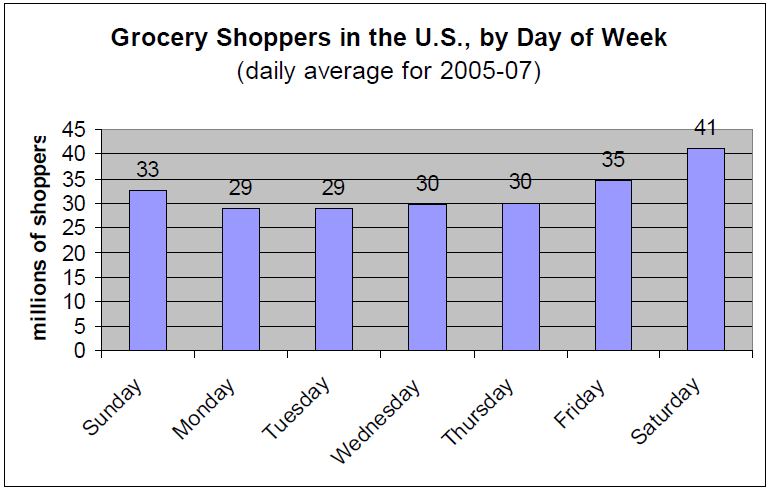 Grocery Shoppers in the U.S., by Day of Week
(daily average for 2005-07)
millions of shoppers
45
40
35
30
25
20
15
10
5
0
33
29
29
30
30
35
41
Sunday
Monday
Tuesday
Wednesday
Thursday
Friday
Saturday